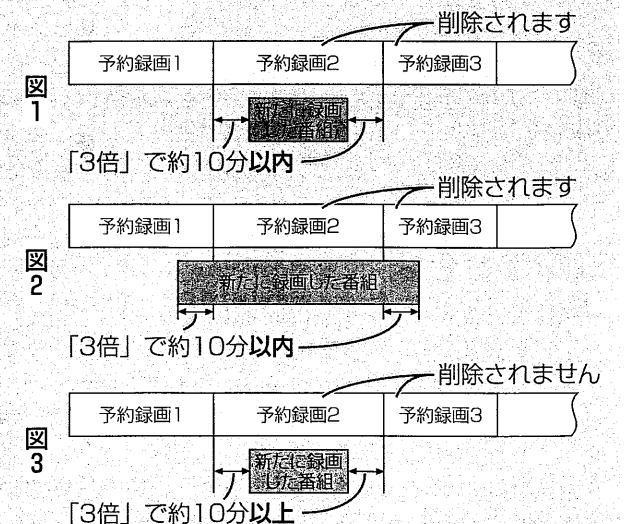 削除されます
予約録画1 予約録画2 予約録画3
図1
新たに録画
した番組
「3倍」で約10分以内
削除されます
予約録画1 予約録画2 予約録画3
図2
新たに録画した番組
「3倍」で約10分以内
削除されません
予約録画1 予約録画2 予約録画3
図3
新たに録画
した番組
「3倍」で約10分以上